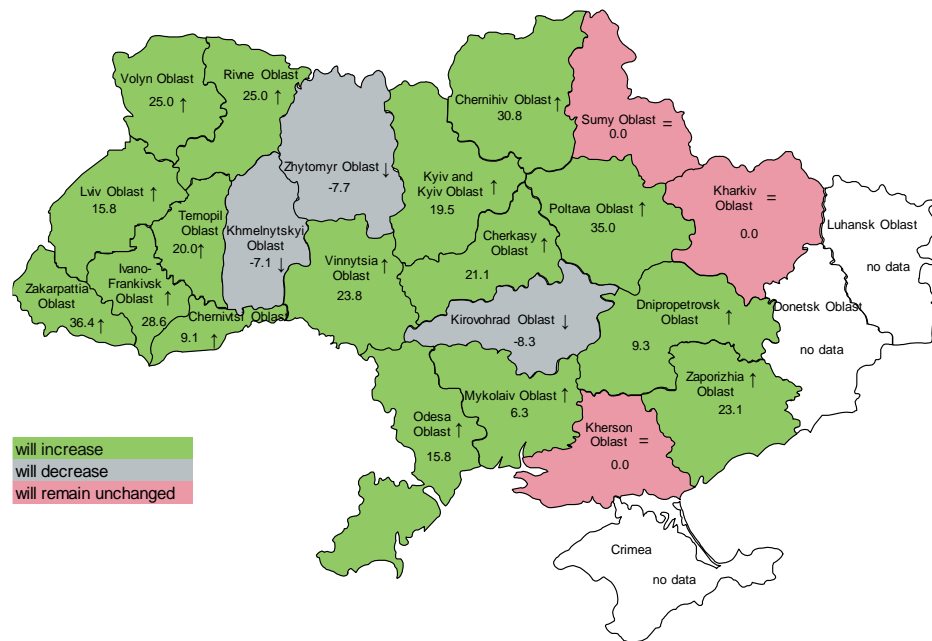 Volyn Oblast
25.0 ↑
Rivne Oblast
25.0 ↑
Zhytomyr Oblast ↓
-7.7
Chernihiv Oblast ↑
30.8
Sumy Oblast =
0.0
Kyiv and
Kyiv Oblast ↑
19.5
Lviv Oblast ↑
15.8
Ternopil
Oblast
20.0 ↑
Khmelnytskyi
Oblast
-7.1 ↓
Poltava Oblast ↑
35.0
Kharkiv
Oblast =
0.0
Luhansk Oblast
no data
Cherkasy
Oblast ↑
21.1
Vinnytsia
Oblast ↑
23.8
Ivano-
Frankivsk
Oblast ↑
28.6
Zakarpattia
Oblast
36.4 ↑
Chernivtsi Oblast
9.1 ↑
Kirovohrad Oblast ↓
-8.3
Dnipropetrovsk
Oblast ↑
9.3
Donetsk Oblast
no data
Zaporizhia
Oblast ↑
23.1
Mykolaiv Oblast ↑
6.3
Odesa
Oblast ↑
15.8
Kherson
Oblast =
0.0
will increase
will decrease
will remain unchanged
Crimea
no data